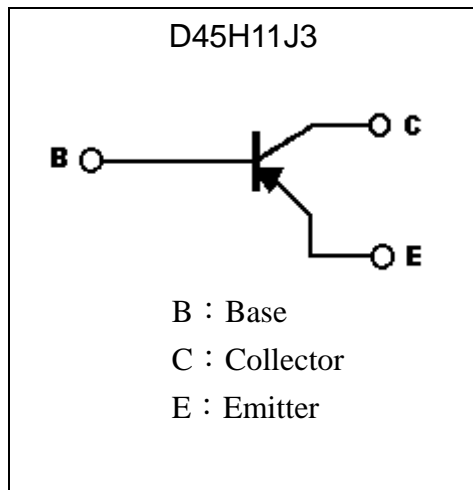 D45H11J3
C
B
E
B：Base
C：Collector
E：Emitter